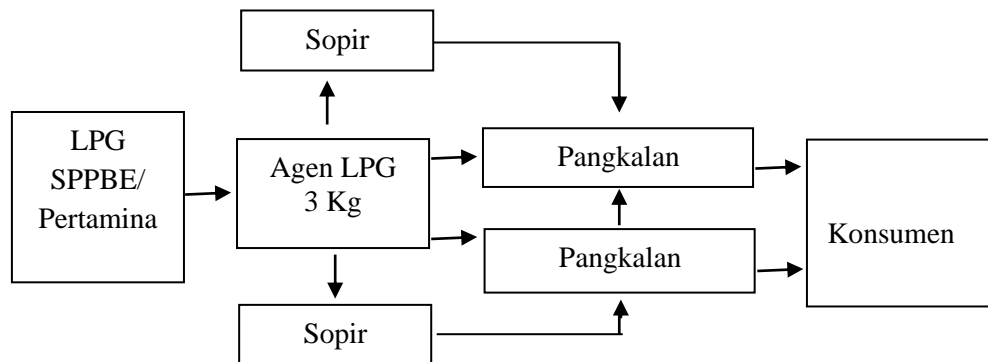 Sopir
LPG
SPPBE/
Pertamina
Agen LPG
3 Kg
Pangkalan
Pangkalan
Konsumen
Sopir